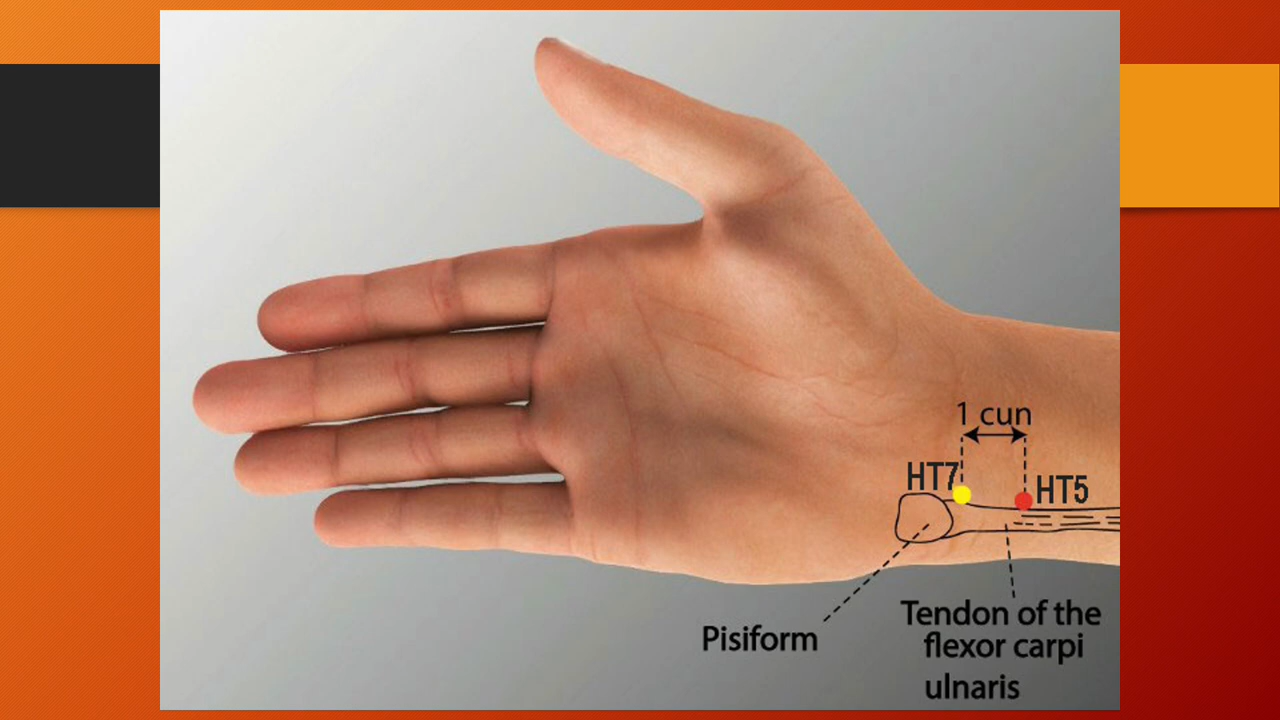 1 cun
HT7
HT5
Pisiform
Tendon of the
flexor carpi
ulnaris